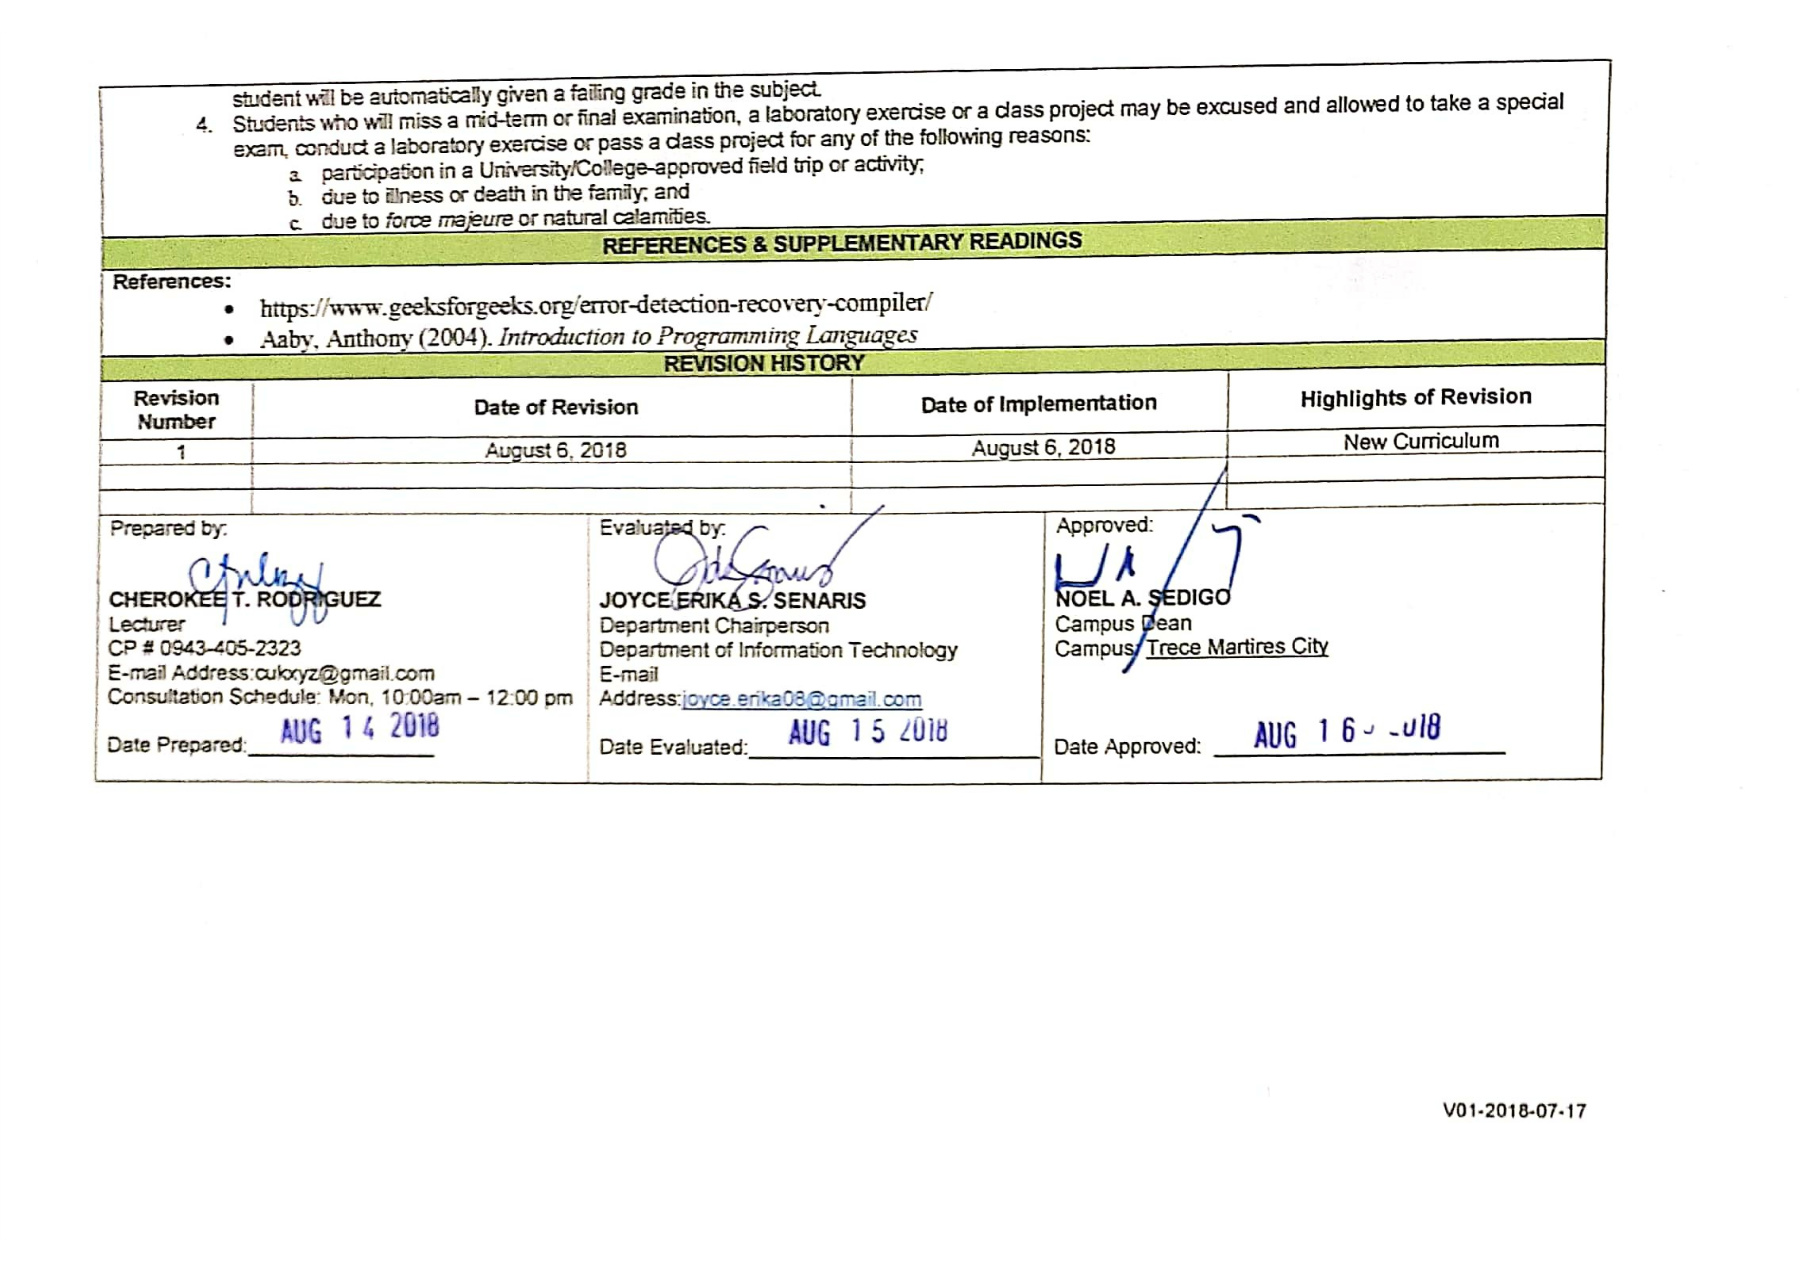 student will be automatically given a failing grade in the subject.
4. Students who will miss a mid-term or final examination, a laboratory exercise or a class project may be excused and allowed to take a special
exam, conduct a laboratory exercise or pass a class project for any of the following reasons:
a. participation in a University/College-approved field trip or activity;
b. due to illness or death in the family; and
c. due to force majeure or natural calamities.
REFERENCES & SUPPLEMENTARY READINGS
References:
• https://www.geeksforgeeks.org/error-detection-recovery-compiler/
• Aaby, Anthony (2004). Introduction to Programming Languages
REVISION HISTORY
Revision Number Date of Revision Date of Implementation Highlights of Revision
1 August 6, 2018 August 6, 2018 New Curriculum
Prepared by:
CHEROKEE T. RODRIGUEZ
Lecturer
CP # 0943-405-2323
E-mail Address:cukxyz@gmail.com
Consultation Schedule: Mon, 10:00am – 12:00 pm
Date Prepared: AUG 14 2018
Evaluated by:
JOYCE ERIKA S. SENARIS
Department Chairperson
Department of Information Technology
E-mail
Address:joyce.erika08@gmail.com
Date Evaluated: AUG 15 2018
Approved:
NOEL A. SEDIGO
Campus Dean
Campus: Trece Martires City
Date Approved: AUG 16 2018
V01-2018-07-17